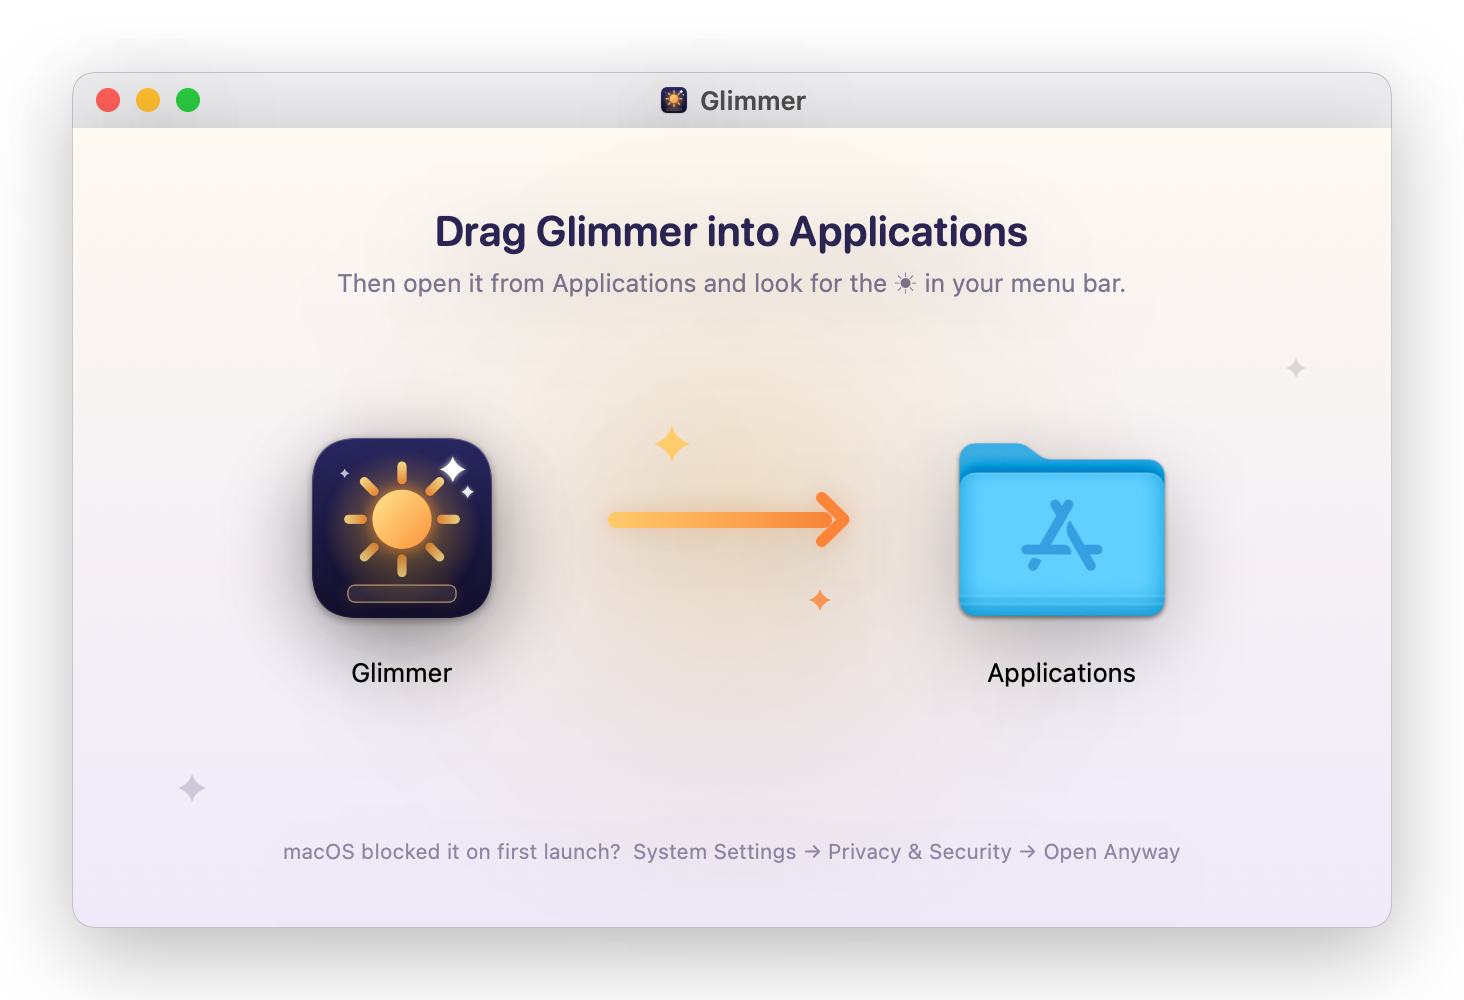 Glimmer
Drag Glimmer into Applications
Then open it from Applications and look for the ☀ in your menu bar.
Glimmer
Applications
macOS blocked it on first launch?  System Settings → Privacy & Security → Open Anyway